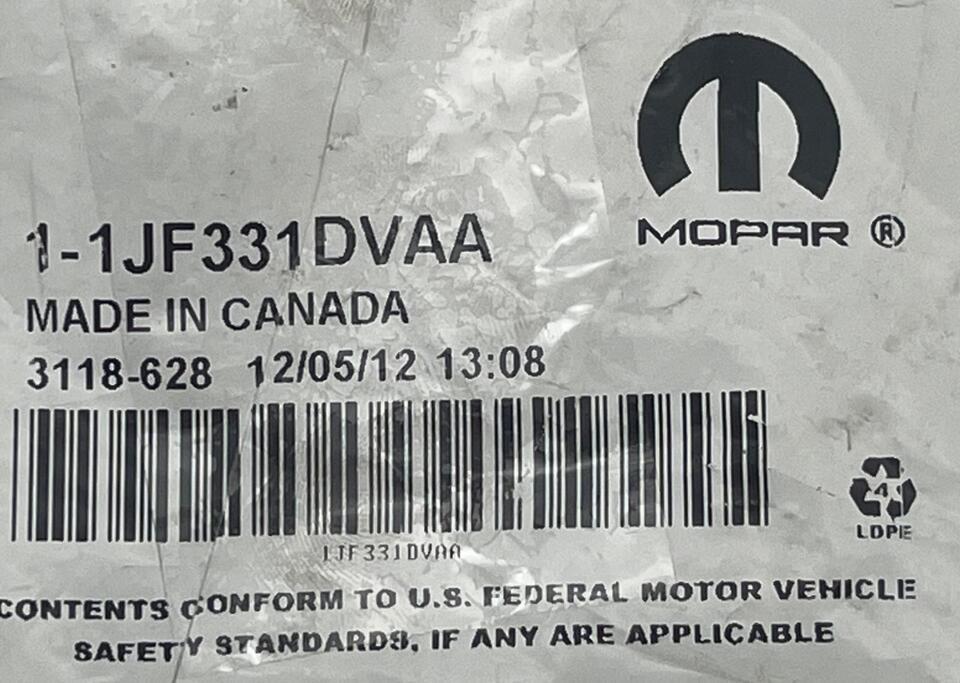 MOPAR ®
1-1JF331DVAA
MADE IN CANADA
3118-628 12/05/12 13:08
1JF331DVAA
4
LDPE
CONTENTS CONFORM TO U.S. FEDERAL MOTOR VEHICLE
SAFETY STANDARDS, IF ANY ARE APPLICABLE